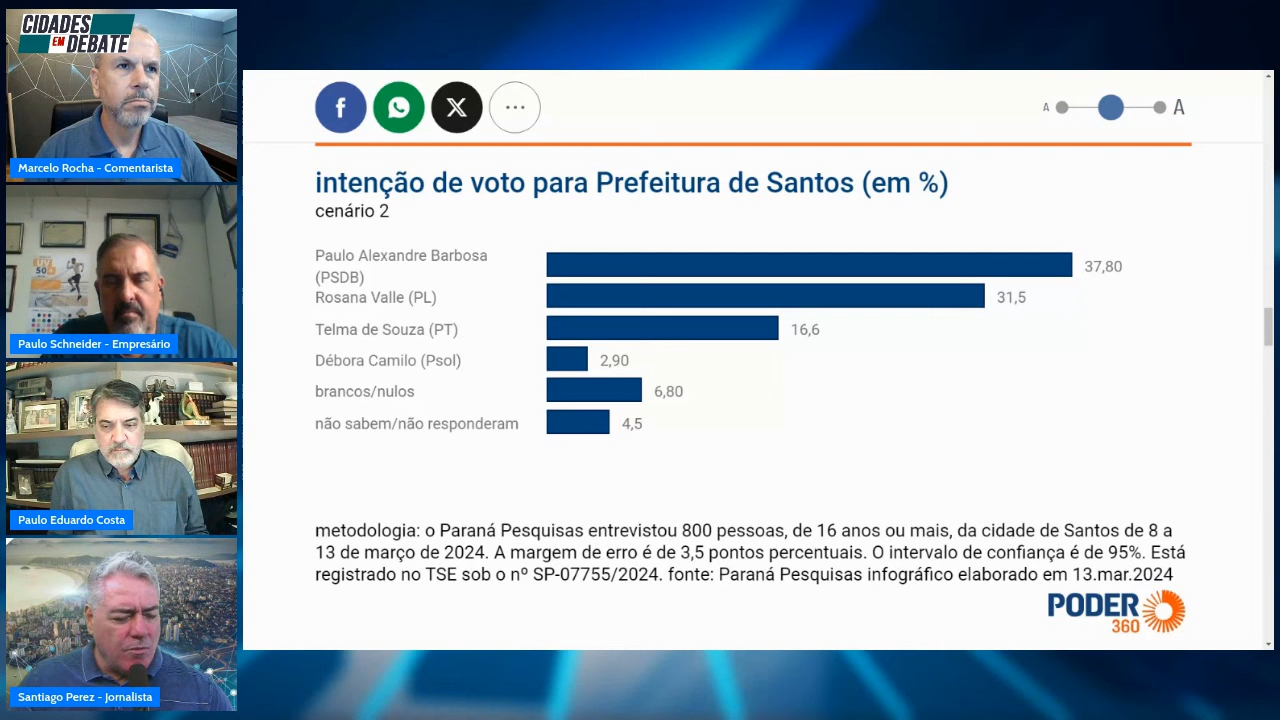 CIDADES
EM DEBATE
Marcelo Rocha - Comentarista
Paulo Schneider - Empresário
Paulo Eduardo Costa
Santiago Perez - Jornalista
f
X
...
A
A
intenção de voto para Prefeitura de Santos (em %)
cenário 2
Paulo Alexandre Barbosa
(PSDB)
37,80
Rosana Valle (PL)
31,5
Telma de Souza (PT)
16,6
Débora Camilo (Psol)
2,90
brancos/nulos
6,80
não sabem/não responderam
4,5
metodologia: o Paraná Pesquisas entrevistou 800 pessoas, de 16 anos ou mais, da cidade de Santos de 8 a
13 de março de 2024. A margem de erro é de 3,5 pontos percentuais. O intervalo de confiança é de 95%. Está
registrado no TSE sob o nº SP-07755/2024. fonte: Paraná Pesquisas infográfico elaborado em 13.mar.2024
PODER
360